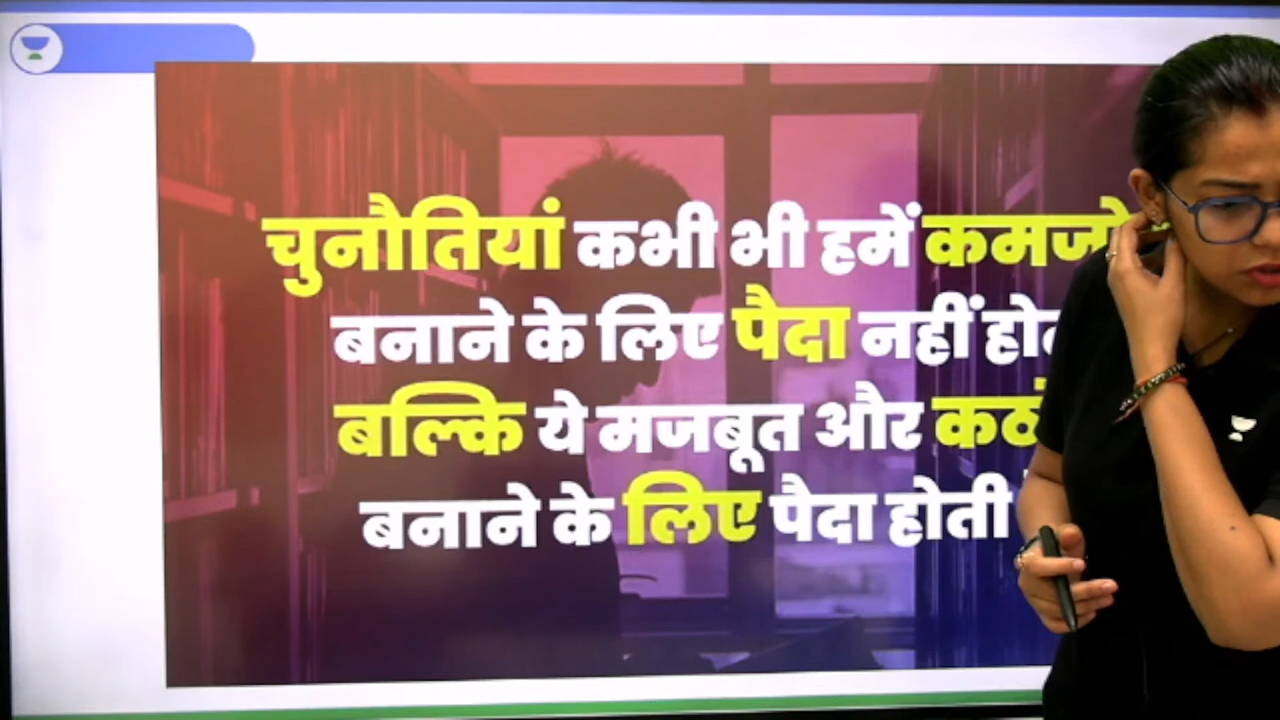 चुनौतियां कभी भी हमें
बनाने के लिए पैदा नहीं
बल्कि ये मजबूत और
बनाने के लिए पैदा होती